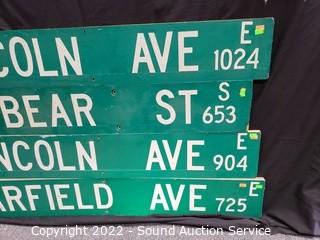 COLN AVE E 1024
BEAR ST S 653
NCOLN AVE E 904
ARFIELD AVE E 725
Copyright 2022 - Sound Auction Service